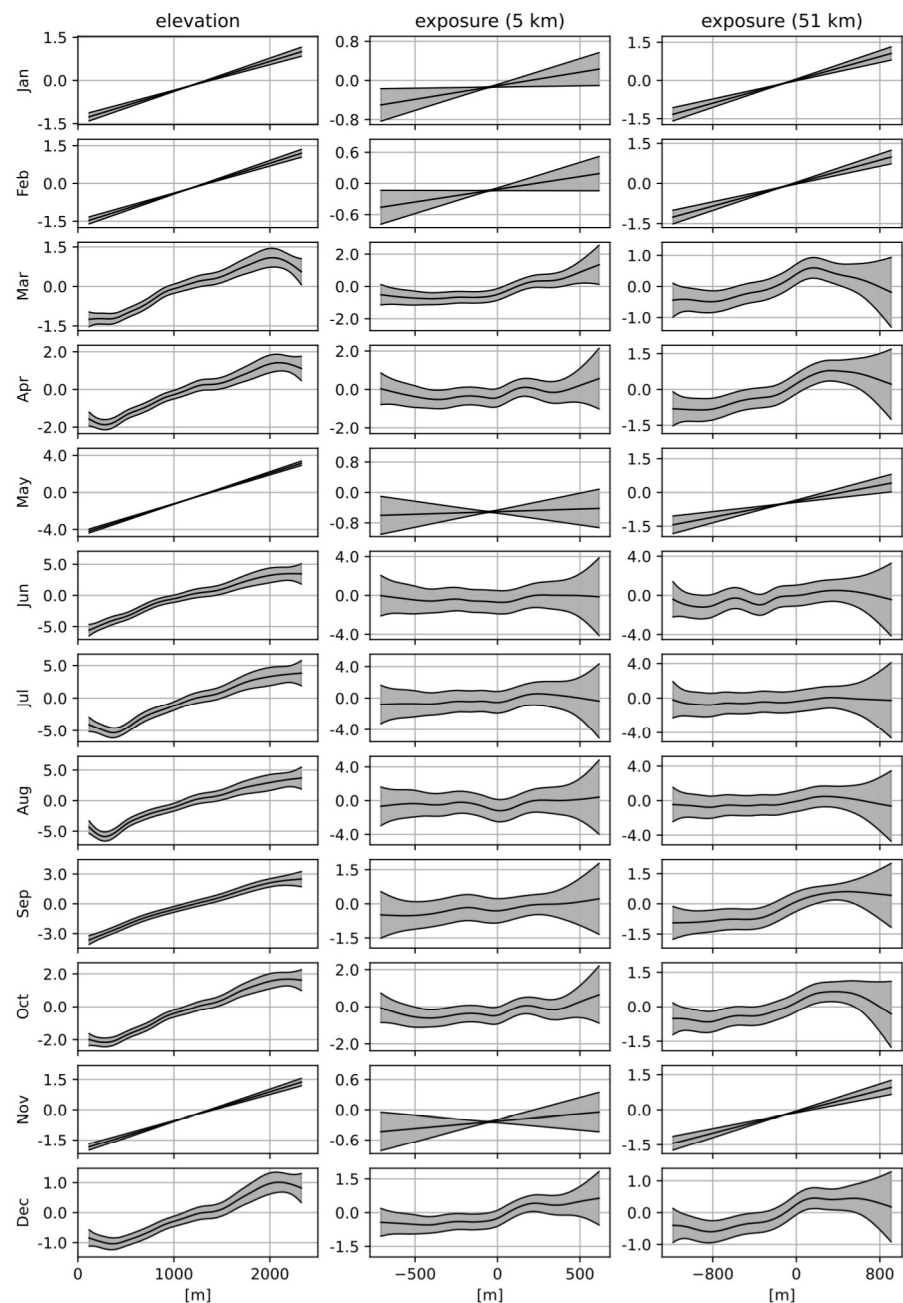 elevation exposure (5 km) exposure (51 km)
Jan 1.5 0.0 -1.5 0.8 0.0 -0.8 1.5 0.0 -1.5
Feb 1.5 0.0 -1.5 0.6 0.0 -0.6 1.5 0.0 -1.5
Mar 1.5 0.0 -1.5 2.0 0.0 -2.0 1.0 0.0 -1.0
Apr 2.0 0.0 -2.0 2.0 0.0 -2.0 1.5 0.0 -1.5
May 4.0 0.0 -4.0 0.8 0.0 -0.8 1.5 0.0 -1.5
Jun 5.0 0.0 -5.0 4.0 0.0 -4.0 4.0 0.0 -4.0
Jul 5.0 0.0 -5.0 4.0 0.0 -4.0 4.0 0.0 -4.0
Aug 5.0 0.0 -5.0 4.0 0.0 -4.0 4.0 0.0 -4.0
Sep 3.0 0.0 -3.0 1.5 0.0 -1.5 1.5 0.0 -1.5
Oct 2.0 0.0 -2.0 2.0 0.0 -2.0 1.5 0.0 -1.5
Nov 1.5 0.0 -1.5 0.6 0.0 -0.6 1.5 0.0 -1.5
Dec 1.0 0.0 -1.0 1.5 0.0 -1.5 1.0 0.0 -1.0
0 1000 2000 −500 0 500 −800 0 800
[m] [m] [m]